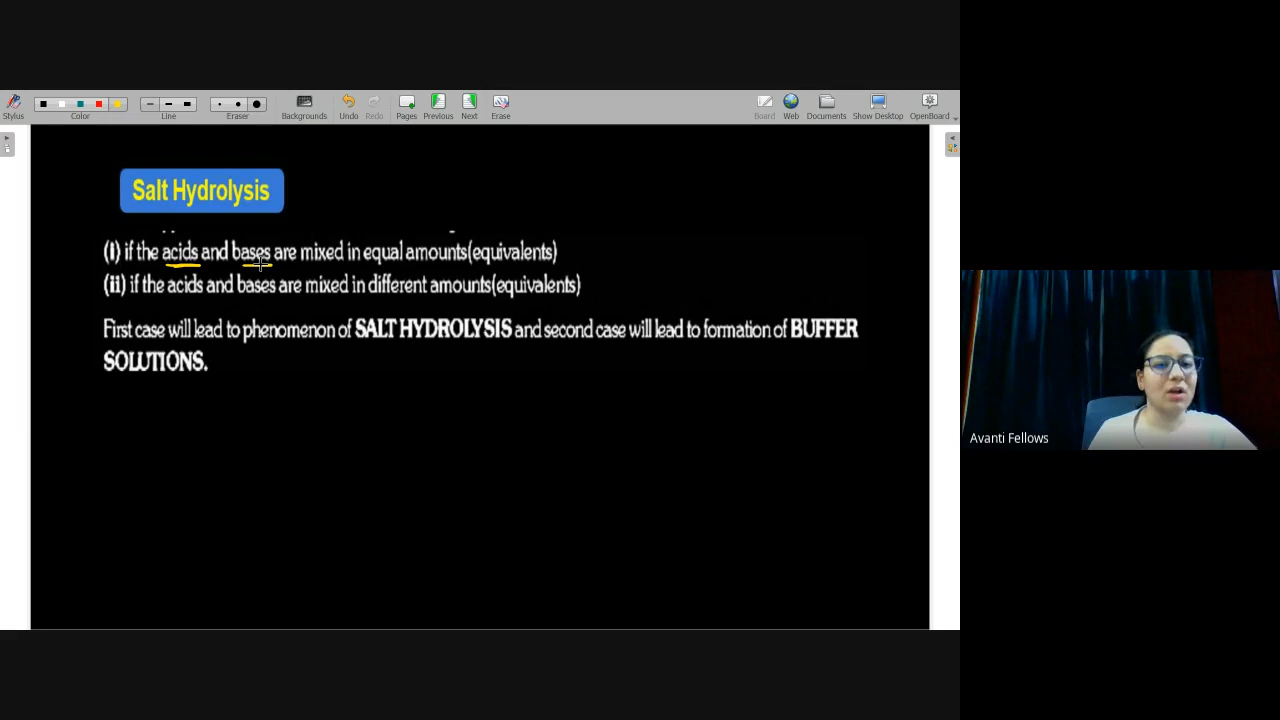 Stylus
Color
Line
Eraser
Backgrounds
Undo
Redo
Pages
Previous
Next
Erase
Board
Web
Documents
Show Desktop
OpenBoard
Salt Hydrolysis
(i) if the acids and bases are mixed in equal amounts(equivalents)
(ii) if the acids and bases are mixed in different amounts(equivalents)
First case will lead to phenomenon of SALT HYDROLYSIS and second case will lead to formation of BUFFER
SOLUTIONS.
Avanti Fellows